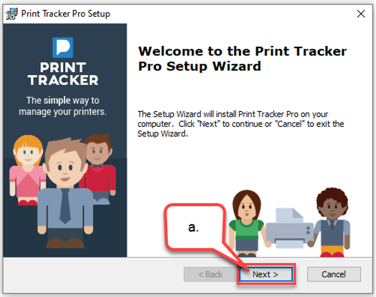 Print Tracker Pro Setup
PRINT
TRACKER
The simple way to
manage your printers.
Welcome to the Print Tracker
Pro Setup Wizard
The Setup Wizard will install Print Tracker Pro on your
computer. Click "Next" to continue or "Cancel" to exit the
Setup Wizard.
a.
< Back
Next >
Cancel